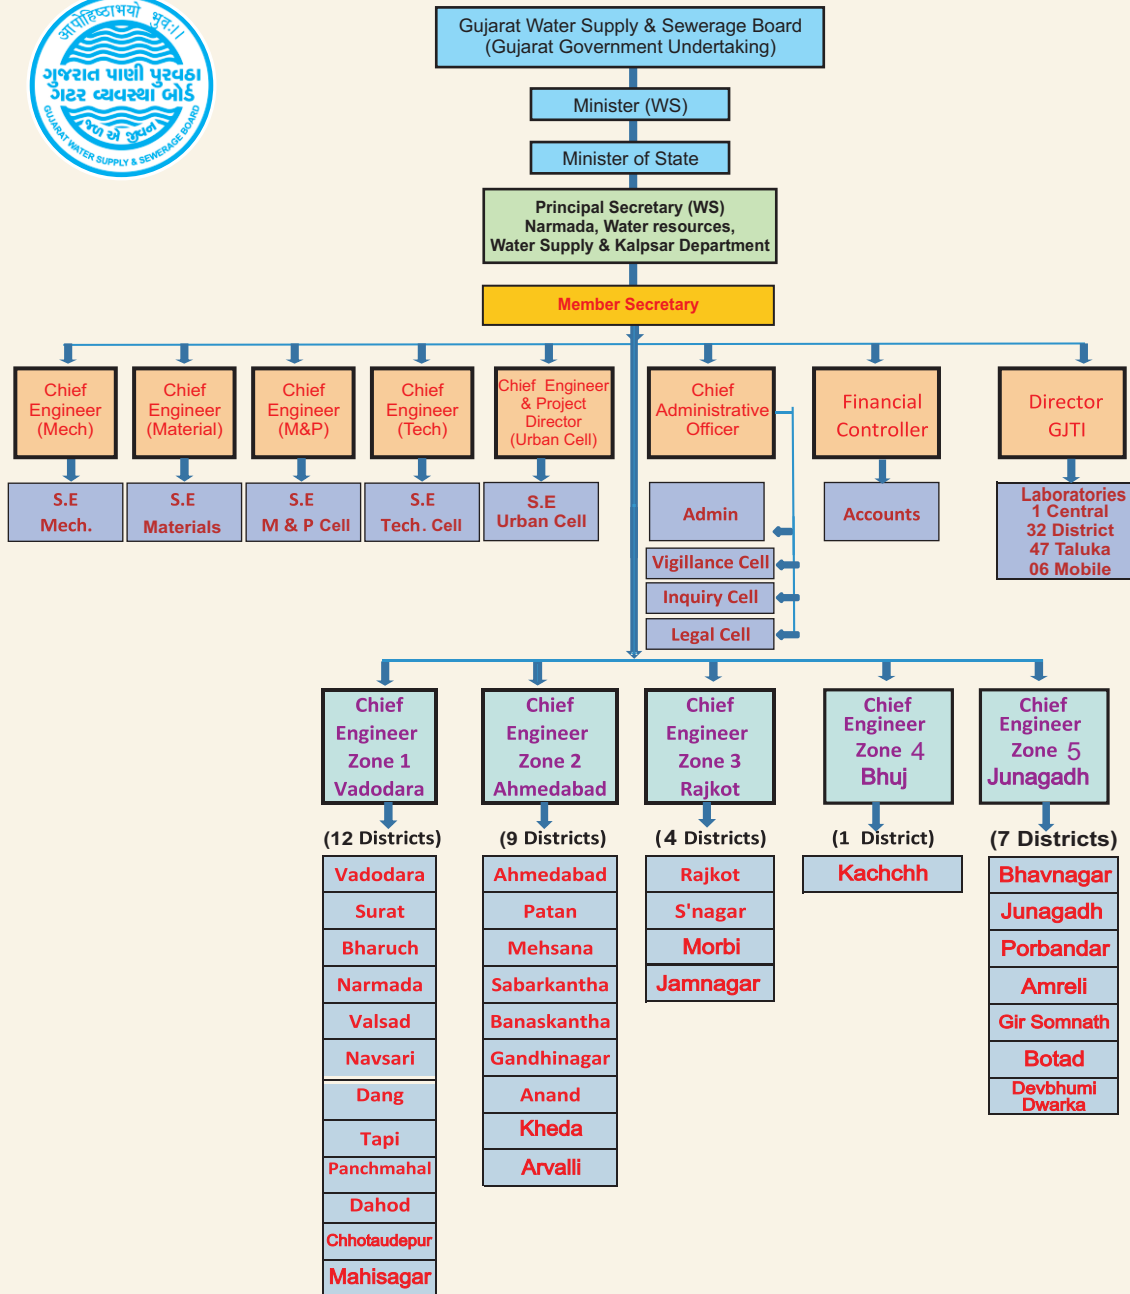 आपोहिष्ठाभयो भुवः।।
ગુજરાત પાણી પુરવઠા
ગટર વ્યવસ્થા બોર્ડ
જળ એ જીવન
GUJARAT WATER SUPPLY & SEWERAGE BOARD
Gujarat Water Supply & Sewerage Board
(Gujarat Government Undertaking)
Minister (WS)
Minister of State
Principal Secretary (WS)
Narmada, Water resources,
Water Supply & Kalpsar Department
Member Secretary
Chief
Engineer
(Mech)
Chief
Engineer
(Material)
Chief
Engineer
(M&P)
Chief
Engineer
(Tech)
Chief Engineer
& Project
Director
(Urban Cell)
Chief
Administrative
Officer
Financial
Controller
Director
GJTI
S.E
Mech.
S.E
Materials
S.E
M & P Cell
S.E
Tech. Cell
S.E
Urban Cell
Admin
Vigillance Cell
Inquiry Cell
Legal Cell
Accounts
Laboratories
1 Central
32 District
47 Taluka
06 Mobile
Chief
Engineer
Zone 1
Vadodara
(12 Districts)
Vadodara
Surat
Bharuch
Narmada
Valsad
Navsari
Dang
Tapi
Panchmahal
Dahod
Chhotaudepur
Mahisagar
Chief
Engineer
Zone 2
Ahmedabad
(9 Districts)
Ahmedabad
Patan
Mehsana
Sabarkantha
Banaskantha
Gandhinagar
Anand
Kheda
Arvalli
Chief
Engineer
Zone 3
Rajkot
(4 Districts)
Rajkot
S'nagar
Morbi
Jamnagar
Chief
Engineer
Zone 4
Bhuj
(1 District)
Kachchh
Chief
Engineer
Zone 5
Junagadh
(7 Districts)
Bhavnagar
Junagadh
Porbandar
Amreli
Gir Somnath
Botad
Devbhumi
Dwarka